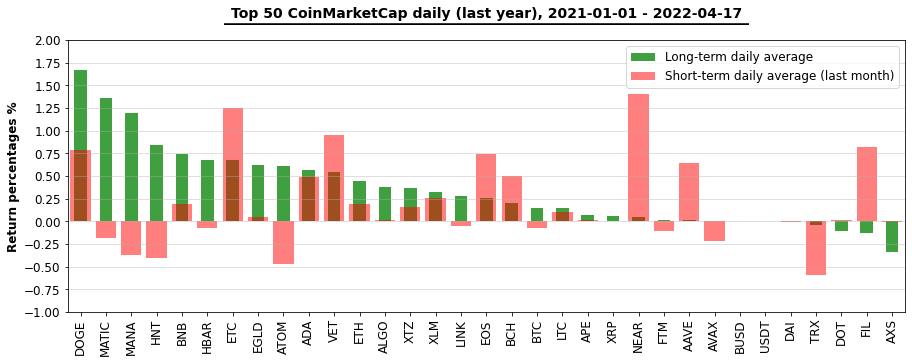 Top 50 CoinMarketCap daily (last year), 2021-01-01 - 2022-04-17
Long-term daily average
Short-term daily average (last month)
Return percentages %
2.00
1.75
1.50
1.25
1.00
0.75
0.50
0.25
0.00
−0.25
−0.50
−0.75
−1.00
DOGE
MATIC
MANA
HNT
BNB
HBAR
ETC
EGLD
ATOM
ADA
VET
ETH
ALGO
XTZ
XLM
LINK
EOS
BCH
BTC
LTC
APE
XRP
NEAR
FTM
AAVE
AVAX
BUSD
USDT
DAI
TRX
DOT
FIL
AXS